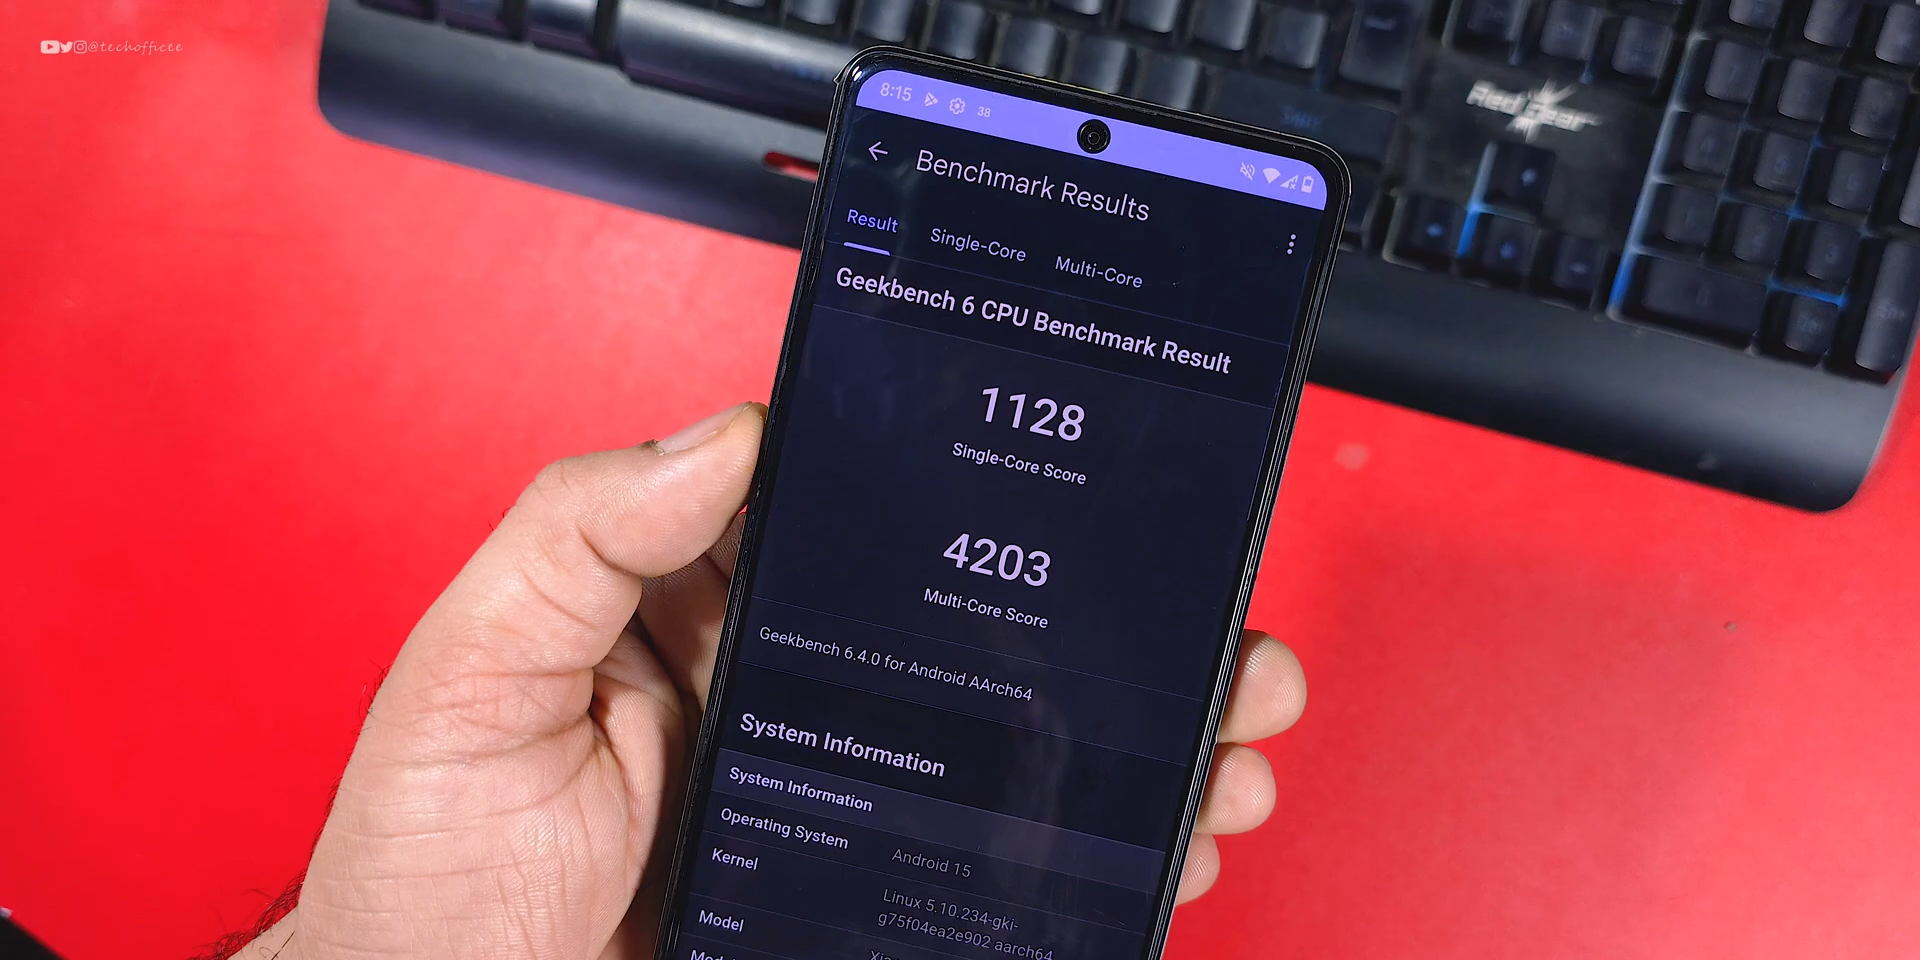 @techofficee
8:15 38
Benchmark Results
Result Single-Core Multi-Core
Geekbench 6 CPU Benchmark Result
1128
Single-Core Score
4203
Multi-Core Score
Geekbench 6.4.0 for Android AArch64
System Information
System Information
Operating System Android 15
Kernel Linux 5.10.234-gki-
g75f04ea2e902 aarch64
Model
Red Gear